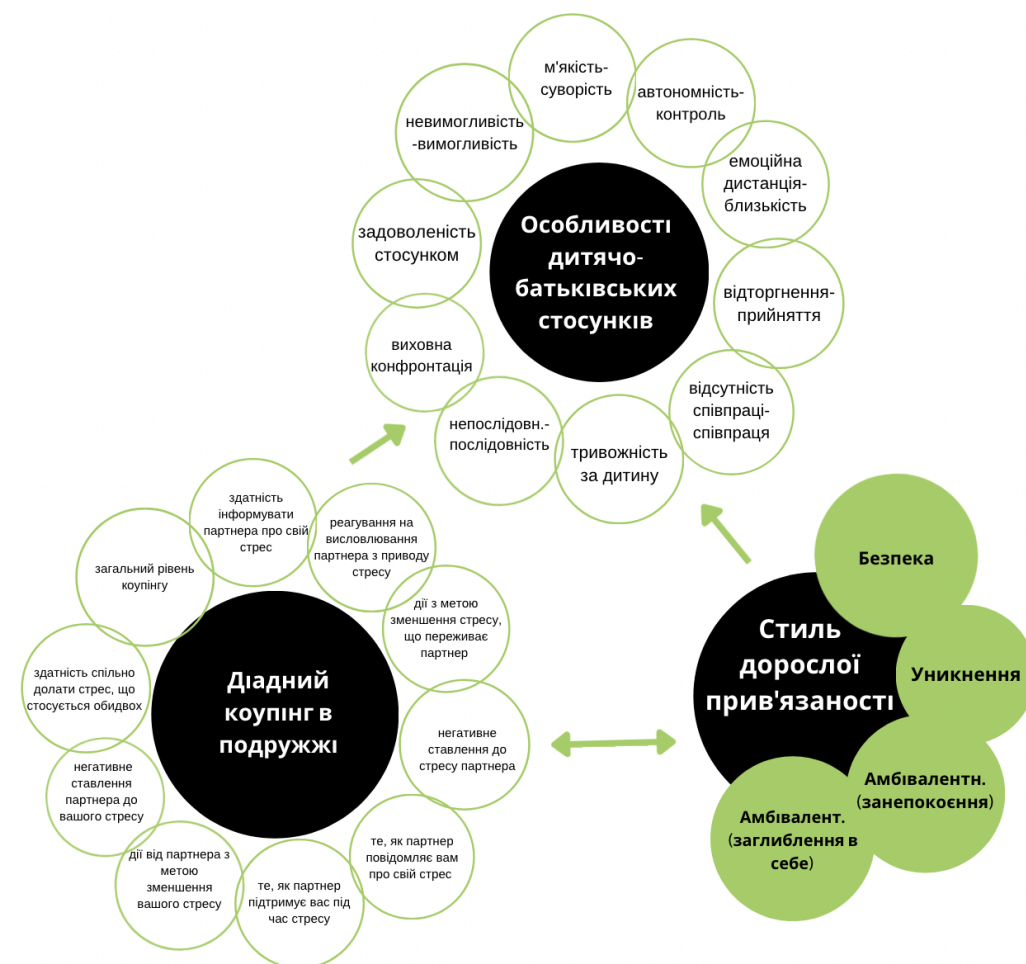 м'якість-
суворість
автономність-
контроль
емоційна
дистанція-
близькість
відторгнення-
прийняття
відсутність
співпраці-
співпраця
тривожність
за дитину
непослідовн.-
послідовність
виховна
конфронтація
задоволеність
стосунком
невимогливість
-вимогливість
Особливості
дитячо-
батьківських
стосунків
здатність
інформувати
партнера про свій
стрес
реагування на
висловлювання
партнера з приводу
стресу
дії з метою
зменшення стресу,
що переживає
партнер
негативне
ставлення до
стресу партнера
те, як партнер
повідомляє вам
про свій стрес
те, як партнер
підтримує вас під
час стресу
дії від партнера з
метою
зменшення
вашого стресу
негативне
ставлення
партнера до
вашого стресу
здатність спільно
долати стрес, що
стосується обидвох
загальний рівень
коупінгу
Діадний
коупінг в
подружжі
Стиль
дорослої
прив'язаності
Безпека
Уникнення
Амбівалентн.
(занепокоєння)
Амбівалент.
(заглиблення в
себе)